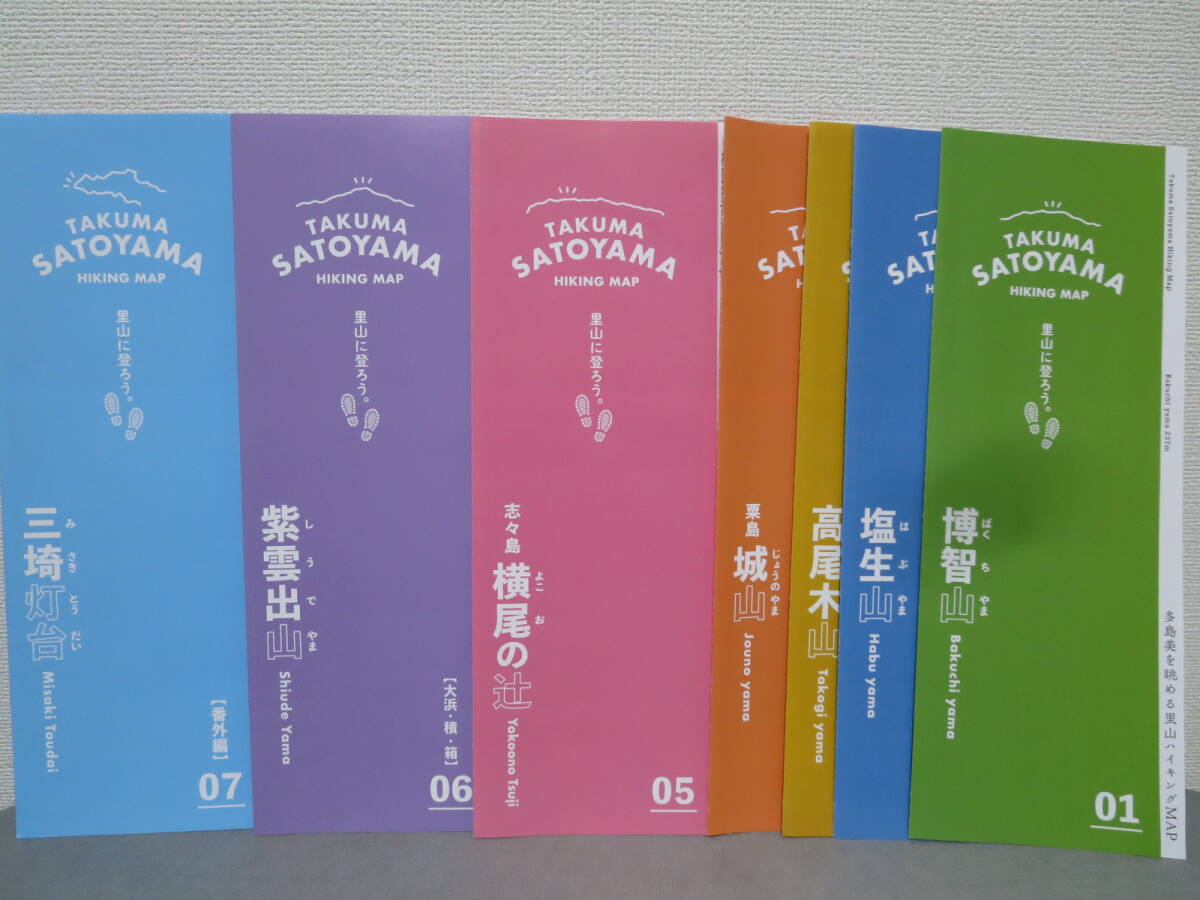 TAKUMA
SATOYAMA
HIKING MAP
里山に登ろう。
三埼灯台
み さき とう だい
Misaki Toudai
【番外編】
07
TAKUMA
SATOYAMA
HIKING MAP
里山に登ろう。
紫雲出山
し う で やま
Shiude Yama
【大浜・積・箱】
06
TAKUMA
SATOYAMA
HIKING MAP
里山に登ろう。
志々島
横尾の辻
よこ お
Yokoono Tsuji
05
TAK
SAT
H
粟島
城山
じょうのやま
Jouno yama
高尾木山
Takogi yama
TA
SAT
HI
塩生山
は ぶ やま
Habu yama
TAKUMA
SATOYAMA
HIKING MAP
里山に登ろう。
博智山
ばく ち やま
Bakuchi yama
01
Takuma Satoyama Hiking Map
Bakuchi yama 237m
多島美を眺める里山ハイキングMAP